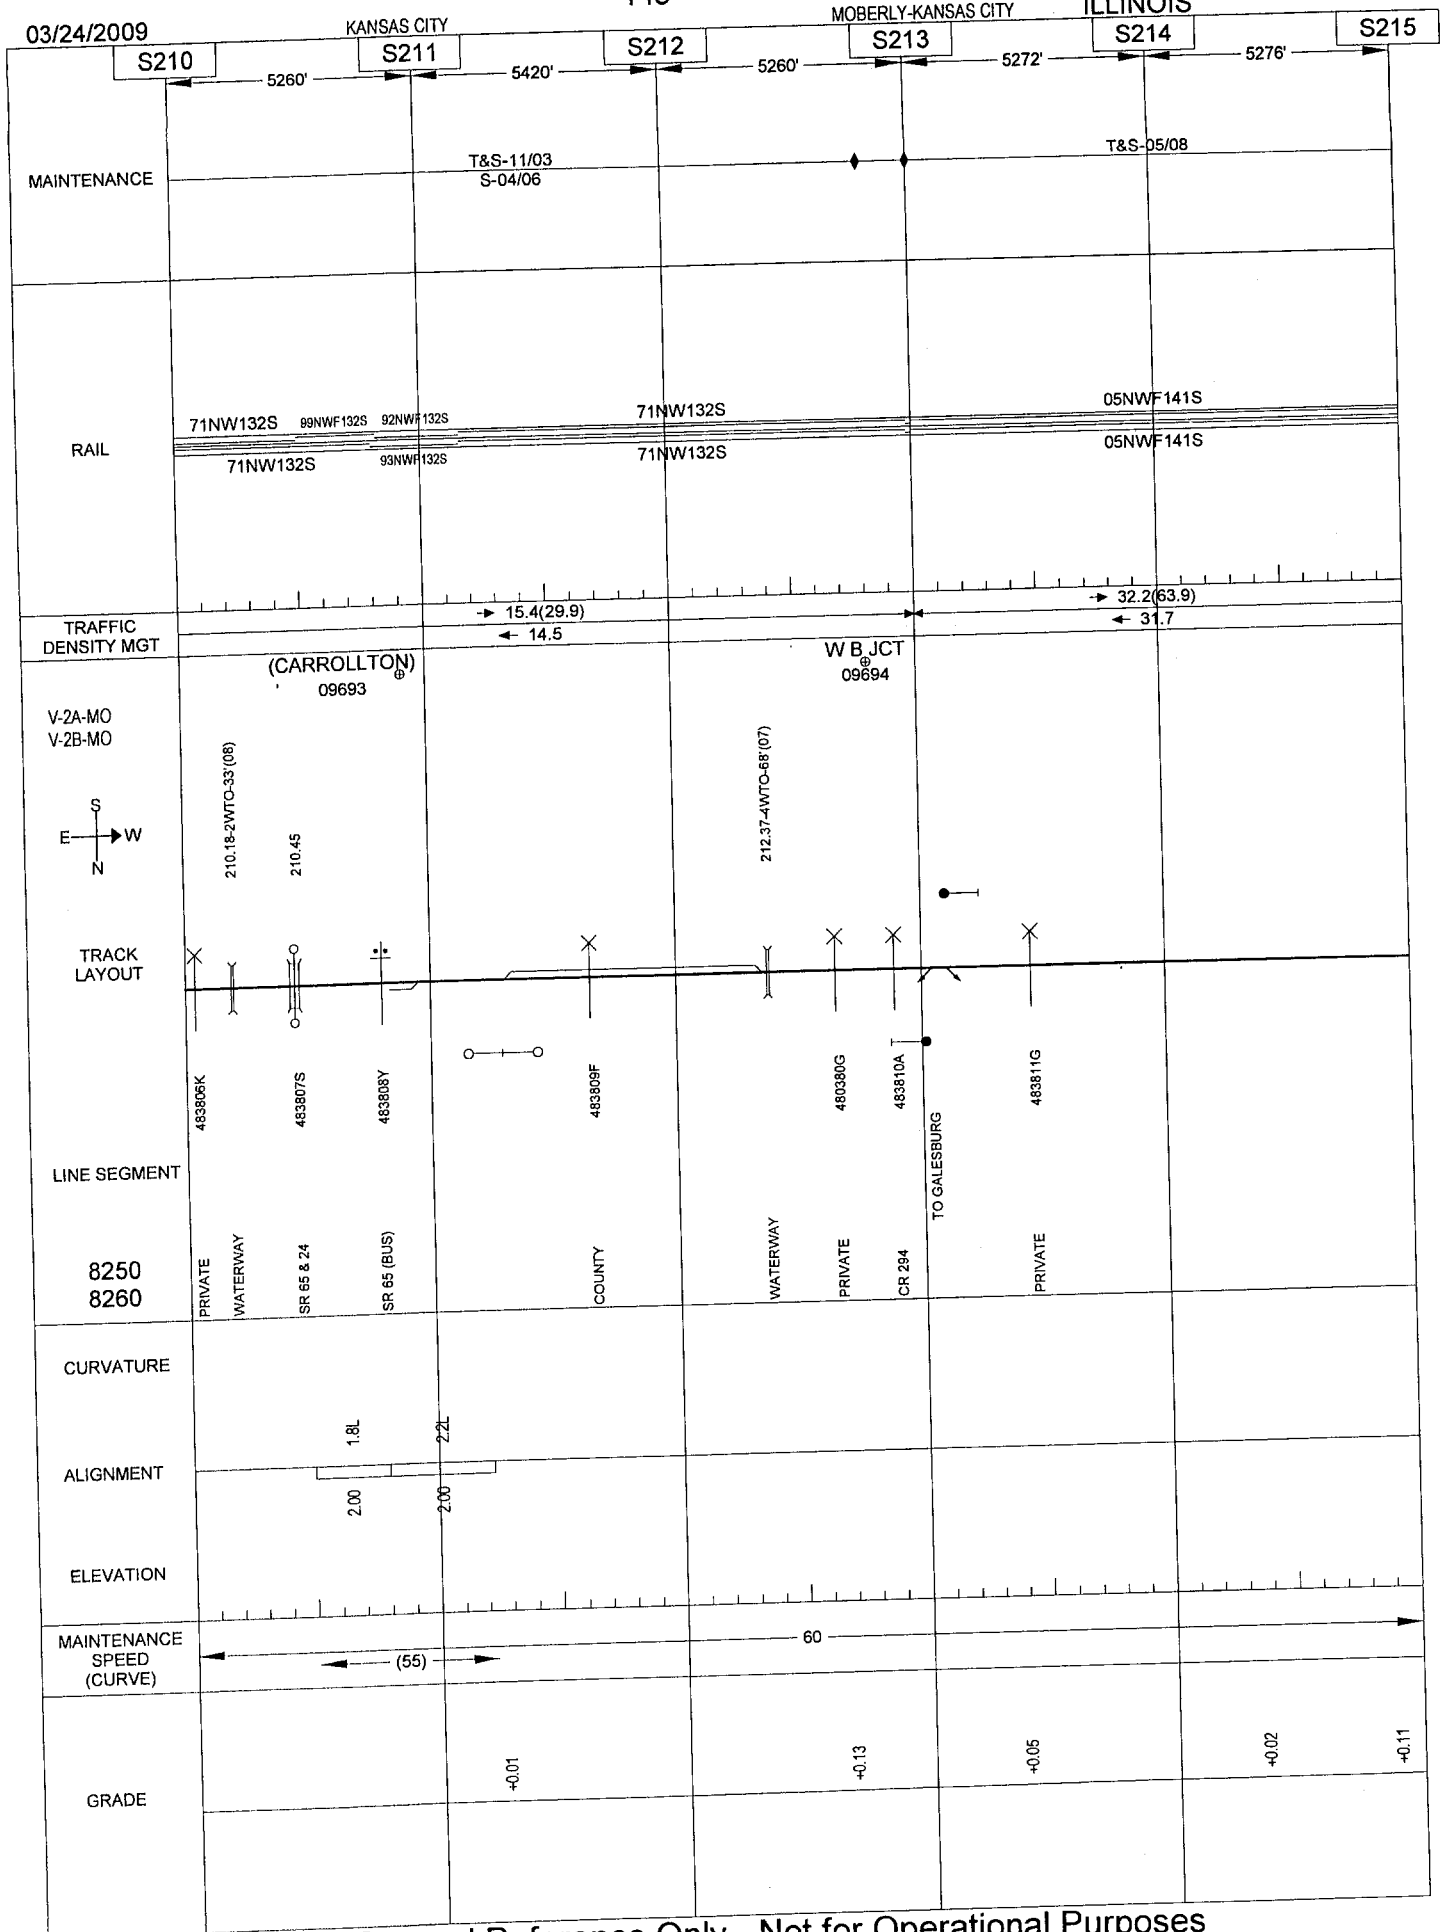 03/24/2009
KANSAS CITY
MOBERLY-KANSAS CITY
ILLINOIS
S210
S211
S212
S213
S214
S215
5260'
5420'
5260'
5272'
5276'
MAINTENANCE
T&S-11/03
S-04/06
T&S-05/08
RAIL
71NW132S
99NWF132S
92NWF132S
71NW132S
05NWF141S
71NW132S
93NWF132S
71NW132S
05NWF141S
TRAFFIC
DENSITY MGT
15.4(29.9)
14.5
32.2(63.9)
31.7
(CARROLLTON)
09693
W B JCT
09694
V-2A-MO
V-2B-MO
S
E
W
N
210.18-2WTO-33'(08)
210.45
212.37-4WTO-68'(07)
TRACK
LAYOUT
483806K
483807S
483808Y
483809F
480380G
483810A
483811G
TO GALESBURG
LINE SEGMENT
8250
8260
PRIVATE
WATERWAY
SR 65 & 24
SR 65 (BUS)
COUNTY
WATERWAY
PRIVATE
CR 294
PRIVATE
CURVATURE
1.8L
2.2L
ALIGNMENT
2.00
2.00
ELEVATION
MAINTENANCE
SPEED
(CURVE)
60
(55)
GRADE
+0.01
+0.13
+0.05
+0.02
+0.11
Reference Only - Not for Operational Purposes